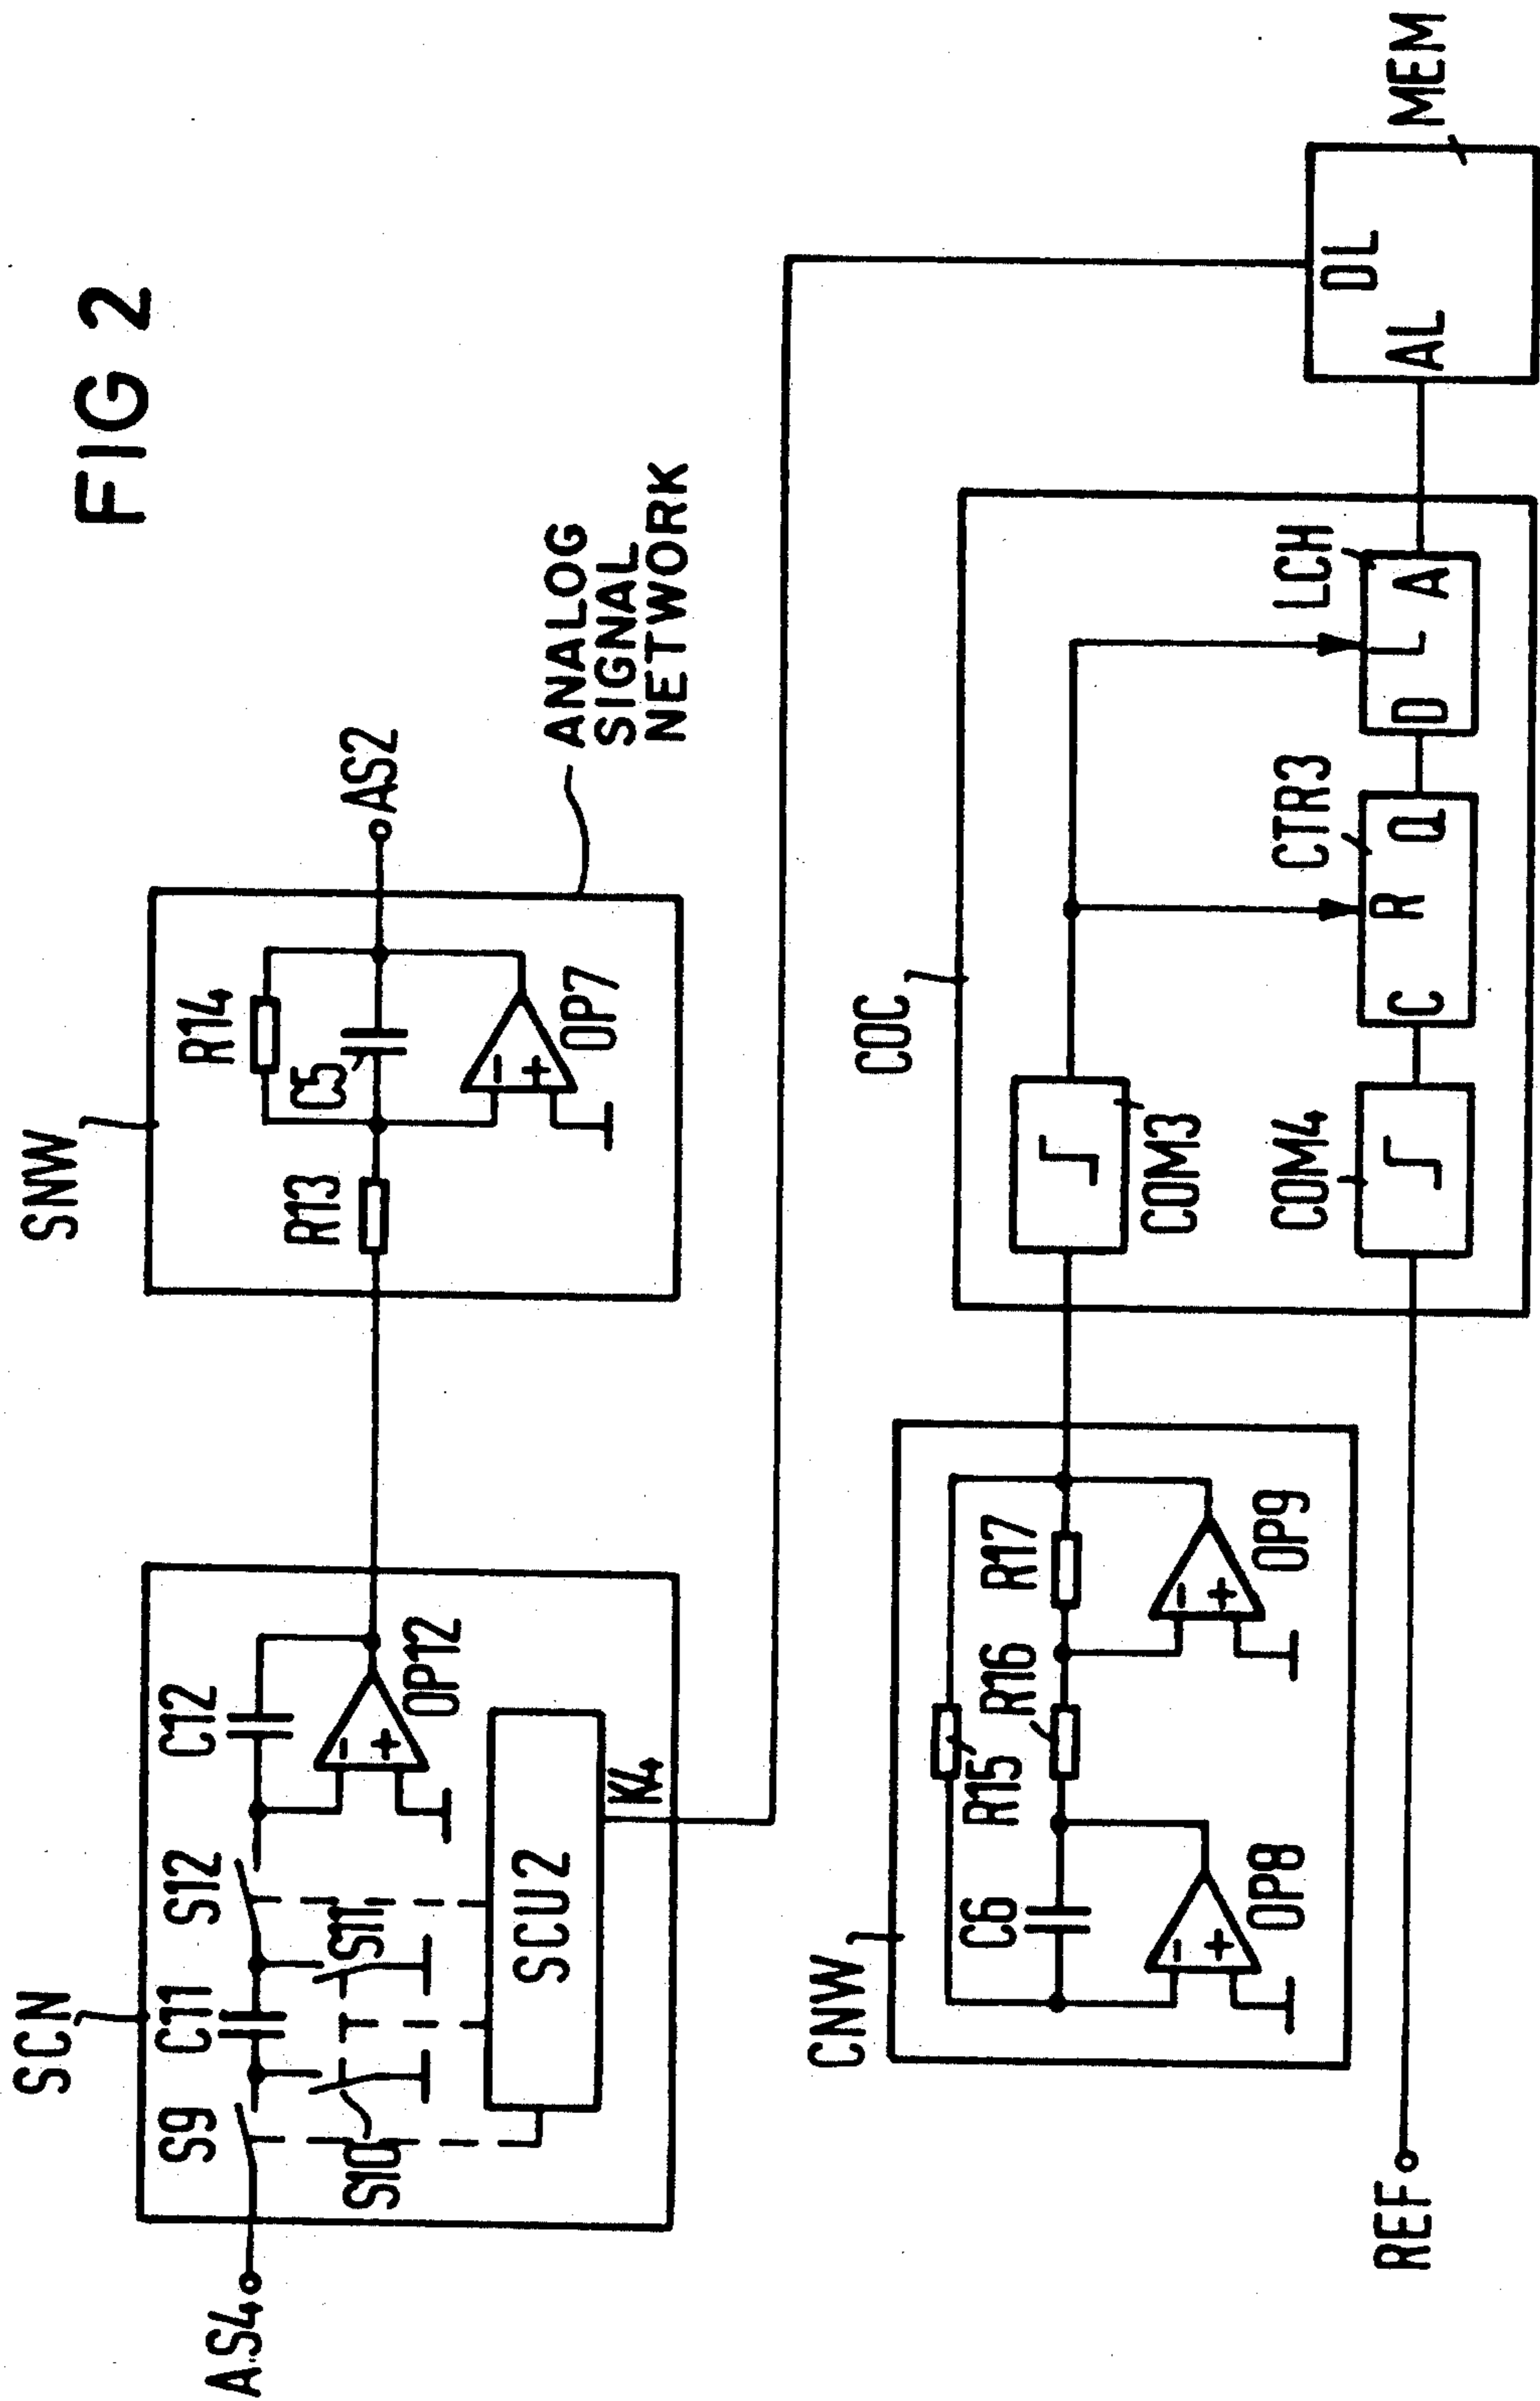 FIG 2
SCN
SNW
AS4
S9
C11
S12
C12
S10
S11
OP12
SCU2
K4
R13
R14
C5
OP7
AS2
ANALOG
SIGNAL
NETWORK
CNW
C6
R15
R16
R17
OP8
OP9
COC
COM3
COM4
CTR3
LCH
C
R
Q
D
L
A
AL
DL
MEM
REF